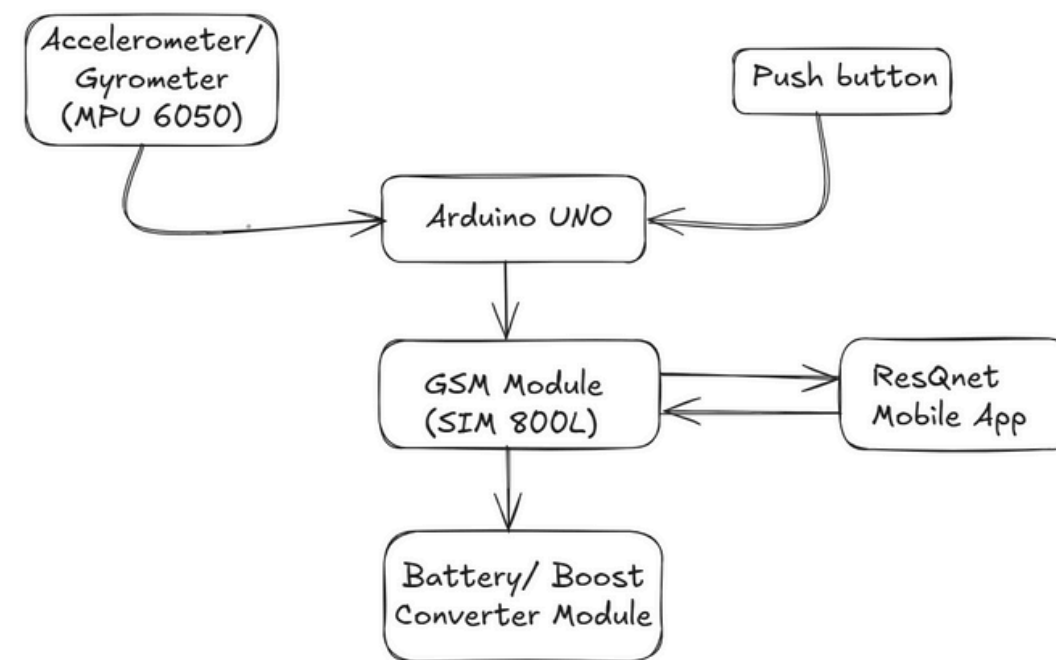 Accelerometer/
Gyrometer
(MPU 6050)
Push button
Arduino UNO
GSM Module
(SIM 800L)
ResQnet
Mobile App
Battery/ Boost
Converter Module